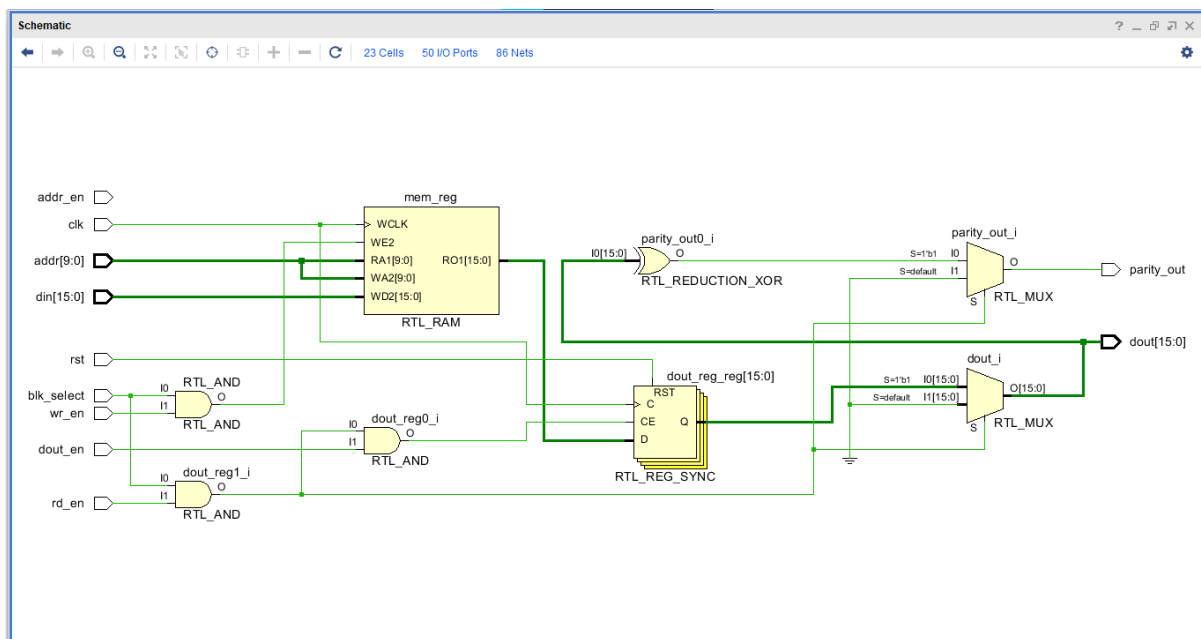 Schematic
?
23 Cells 50 I/O Ports 86 Nets
addr_en
clk
addr[9:0]
din[15:0]
rst
blk_select
wr_en
dout_en
rd_en
mem_reg
WCLK
WE2
RA1[9:0] RO1[15:0]
WA2[9:0]
WD2[15:0]
RTL_RAM
RTL_AND
I0
O
I1
RTL_AND
dout_reg0_i
I0
O
I1
RTL_AND
dout_reg1_i
I0
O
I1
RTL_AND
parity_out0_i
I0[15:0] O
RTL_REDUCTION_XOR
dout_reg_reg[15:0]
RST
C
CE Q
D
RTL_REG_SYNC
parity_out_i
S=1'b1 I0
O
S=default I1
S
RTL_MUX
parity_out
dout[15:0]
dout_i
S=1'b1 I0[15:0]
O[15:0]
S=default I1[15:0]
S
RTL_MUX